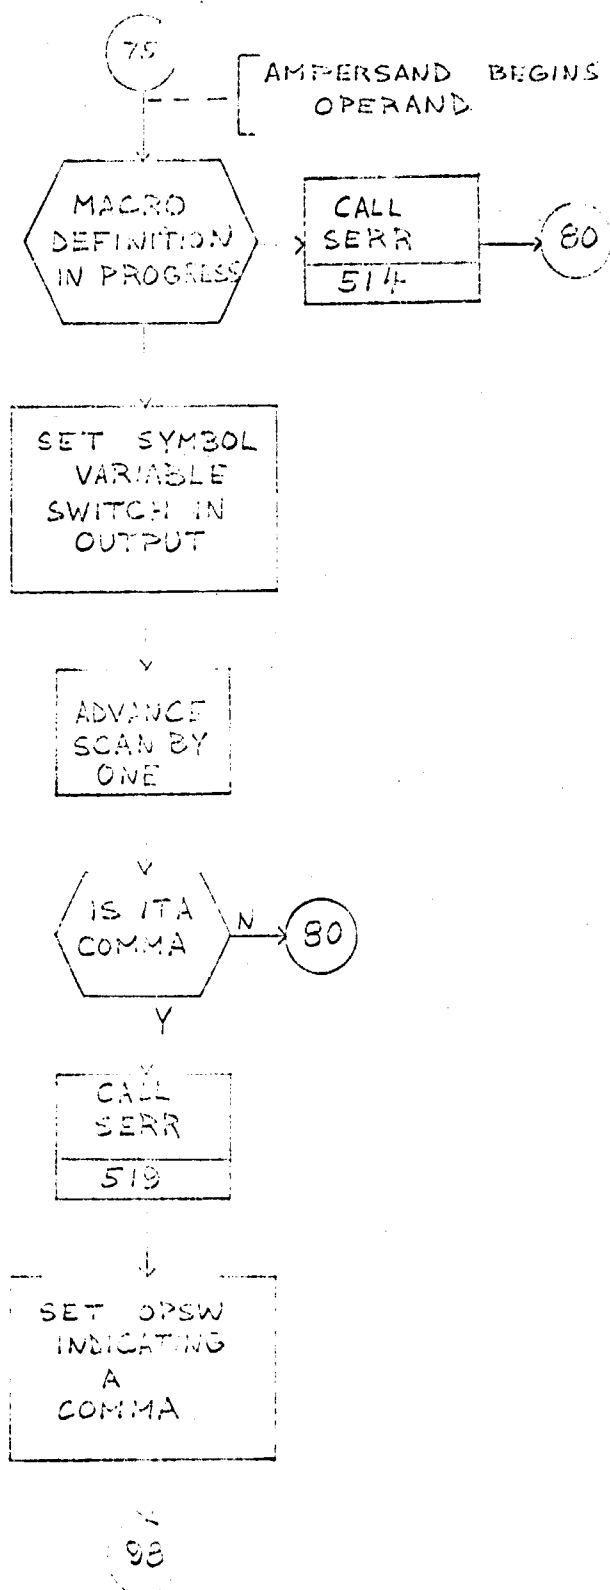 75
AMPERSAND BEGINS
OPERAND
MACRO
DEFINITION
IN PROGRESS
CALL
SERR
514
80
SET SYMBOL
VARIABLE
SWITCH IN
OUTPUT
ADVANCE
SCAN BY
ONE
IS IT A
COMMA
N
80
Y
CALL
SERR
519
SET OPSW
INDICATING
A
COMMA
98